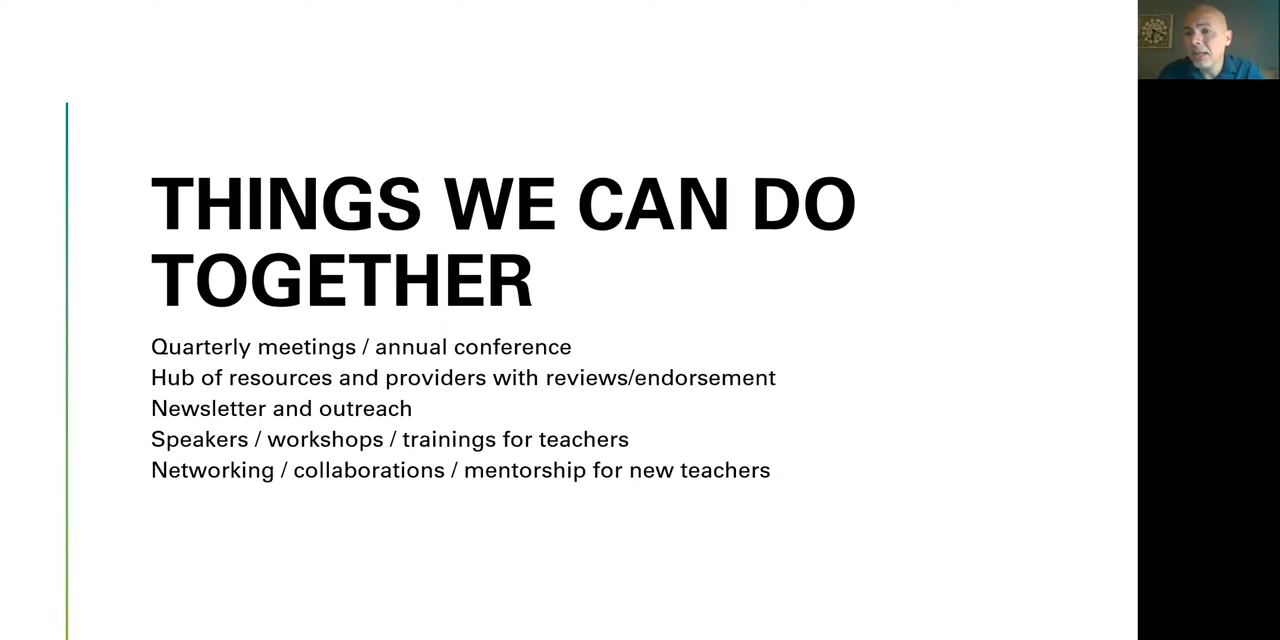 THINGS WE CAN DO
TOGETHER
Quarterly meetings / annual conference
Hub of resources and providers with reviews/endorsement
Newsletter and outreach
Speakers / workshops / trainings for teachers
Networking / collaborations / mentorship for new teachers